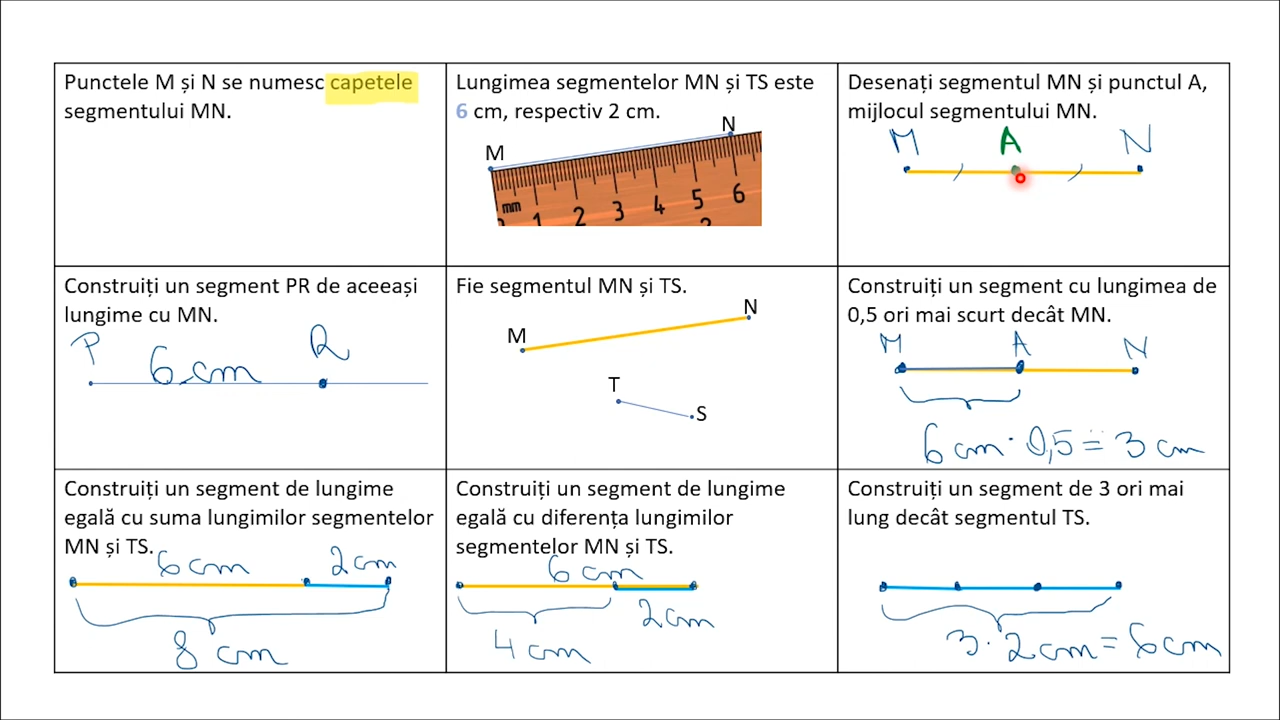 Punctele M și N se numesc capetele
segmentului MN.
Lungimea segmentelor MN și TS este
6 cm, respectiv 2 cm.
M
N
mm 1 2 3 4 5 6
Desenați segmentul MN și punctul A,
mijlocul segmentului MN.
M A N
Construiți un segment PR de aceeași
lungime cu MN.
P 6 cm R
Fie segmentul MN și TS.
M
N
T
S
Construiți un segment cu lungimea de
0,5 ori mai scurt decât MN.
M A N
6 cm · 0,5 = 3 cm
Construiți un segment de lungime
egală cu suma lungimilor segmentelor
MN și TS.
6 cm 2 cm
8 cm
Construiți un segment de lungime
egală cu diferența lungimilor
segmentelor MN și TS.
6 cm
2 cm
4 cm
Construiți un segment de 3 ori mai
lung decât segmentul TS.
3 · 2 cm = 6 cm